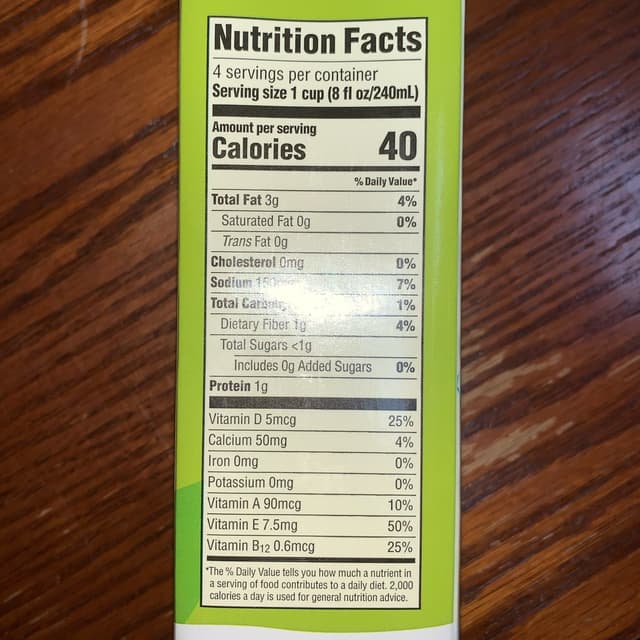 Nutrition Facts
4 servings per container
Serving size 1 cup (8 fl oz/240mL)
Amount per serving
Calories 40
% Daily Value*
Total Fat 3g 4%
Saturated Fat 0g 0%
Trans Fat 0g
Cholesterol 0mg 0%
Sodium 7%
Total 1%
Dietary Fiber 1g 4%
Total Sugars <1g
Includes 0g Added Sugars 0%
Protein 1g
Vitamin D 5mcg 25%
Calcium 50mg 4%
Iron 0mg 0%
Potassium 0mg 0%
Vitamin A 90mcg 10%
Vitamin E 7.5mg 50%
Vitamin B12 0.6mcg 25%
*The % Daily Value tells you how much a nutrient in
a serving of food contributes to a daily diet. 2,000
calories a day is used for general nutrition advice.